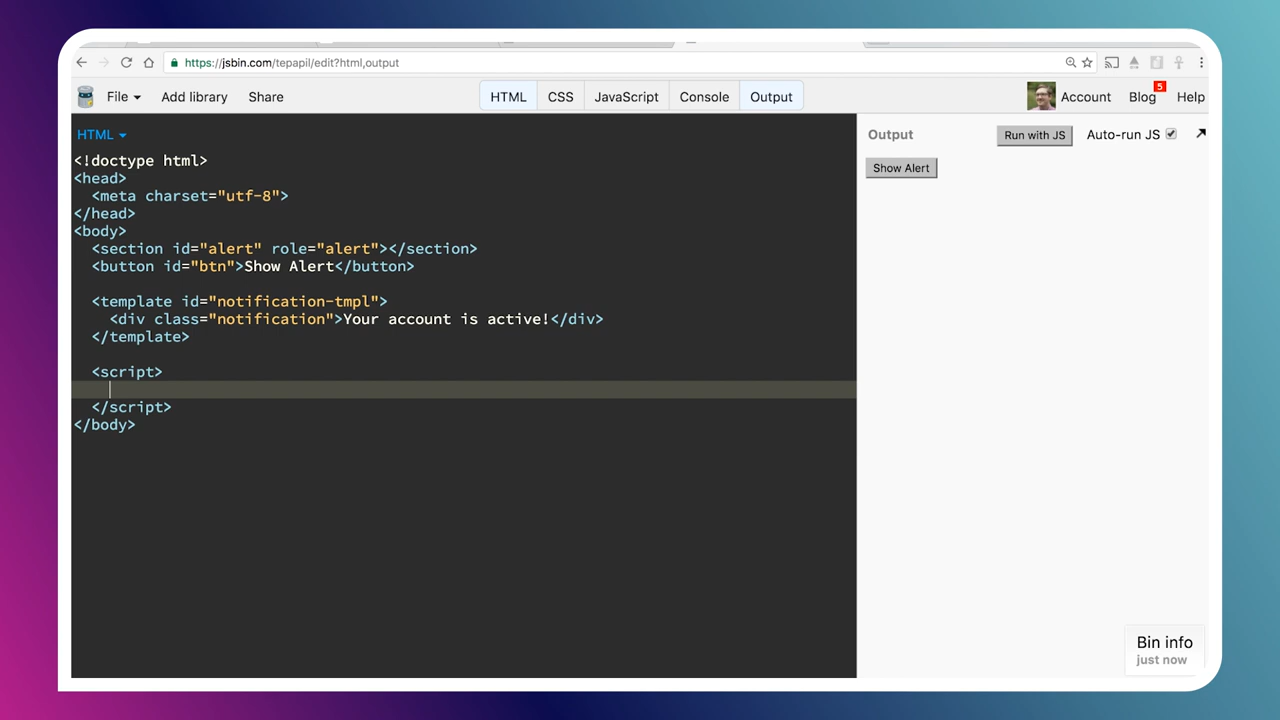 https://jsbin.com/tepapil/edit?html,output
File Add library Share HTML CSS JavaScript Console Output Account Blog 5 Help
HTML
<!doctype html>
<head>
  <meta charset="utf-8">
</head>
<body>
  <section id="alert" role="alert"></section>
  <button id="btn">Show Alert</button>
  <template id="notification-tmpl">
    <div class="notification">Your account is active!</div>
  </template>
  <script>
  </script>
</body>
Output Run with JS Auto-run JS
Show Alert
Bin info
just now